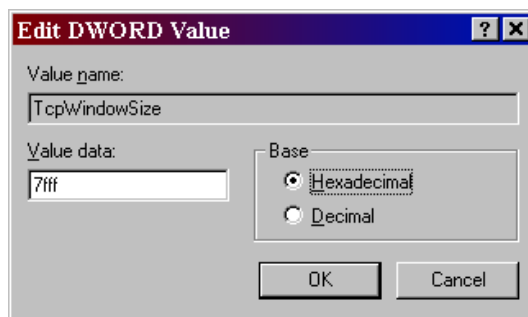 Edit DWORD Value
Value name:
TcpWindowSize
Value data:
7fff
Base
Hexadecimal
Decimal
OK
Cancel